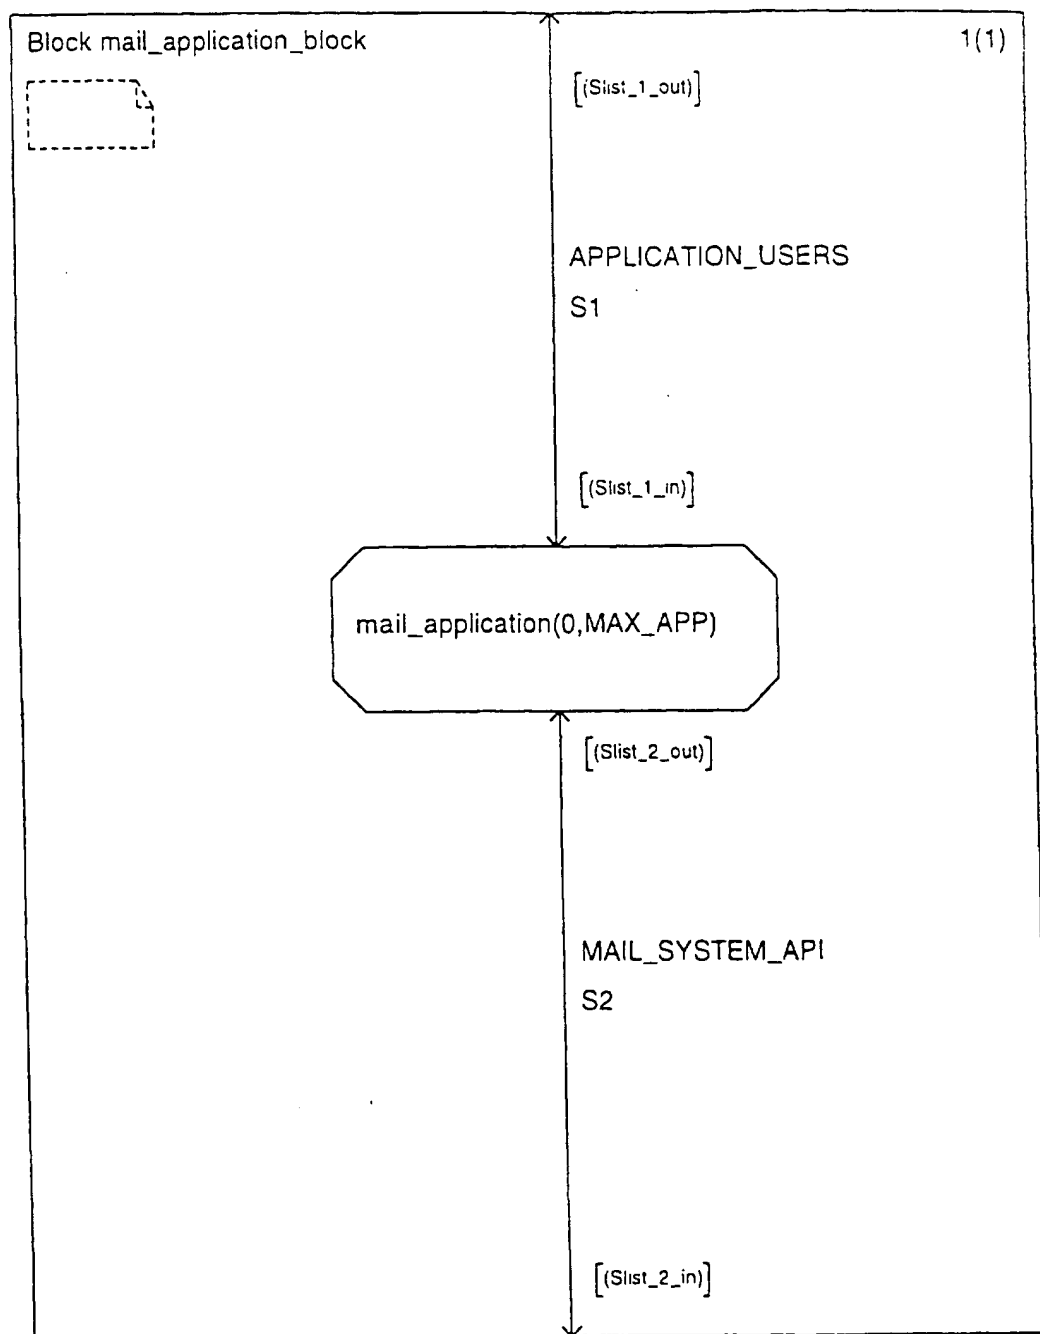 Block mail_application_block
1(1)
[(Slist_1_out)]
APPLICATION_USERS
S1
[(Slist_1_in)]
mail_application(0,MAX_APP)
[(Slist_2_out)]
MAIL_SYSTEM_API
S2
[(Slist_2_in)]